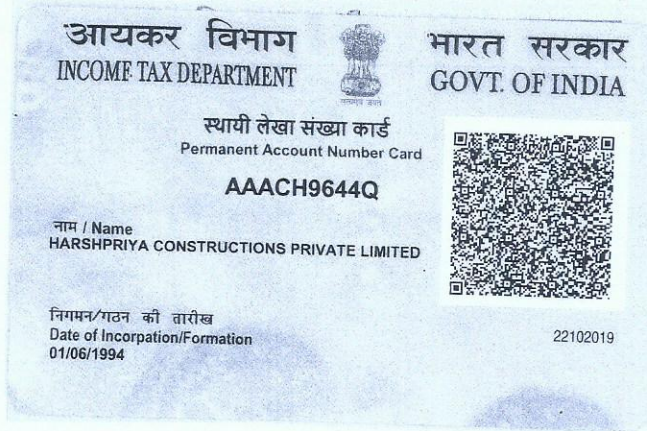 आयकर विभाग
INCOME TAX DEPARTMENT
भारत सरकार
GOVT. OF INDIA
स्थायी लेखा संख्या कार्ड
Permanent Account Number Card
AAACH9644Q
नाम / Name
HARSHPRIYA CONSTRUCTIONS PRIVATE LIMITED
निगमन/गठन की तारीख
Date of Incorpation/Formation
01/06/1994
22102019